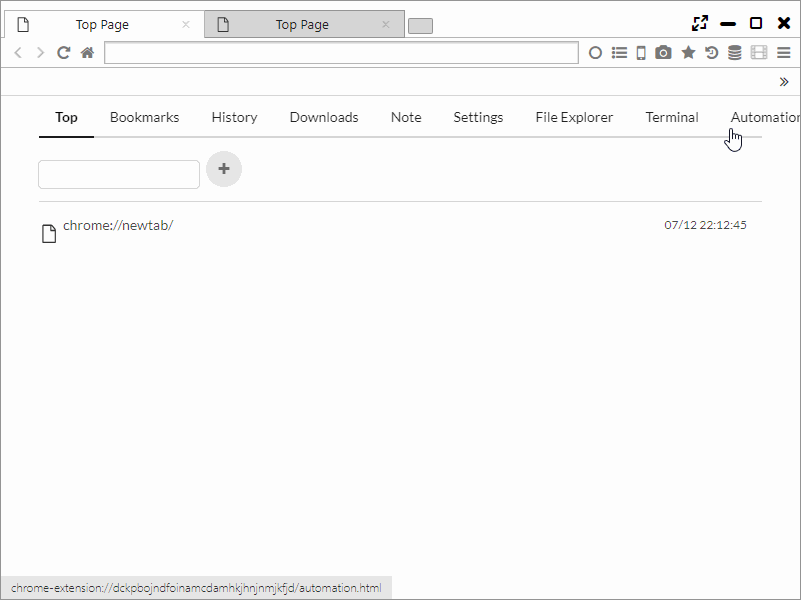 Top Page
Top Page
Top Bookmarks History Downloads Note Settings File Explorer Terminal Automation
chrome://newtab/ 07/12 22:12:45
chrome-extension://dckpbojndfoinamcdamhkjhnjnmjkfjd/automation.html